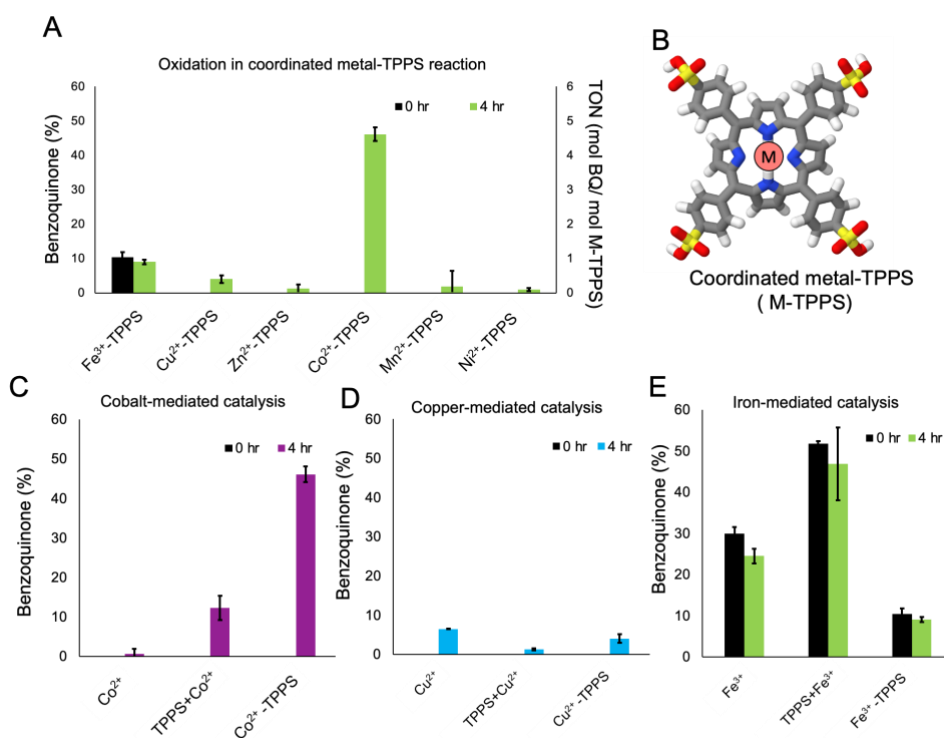 A
Oxidation in coordinated metal-TPPS reaction
0 hr
4 hr
Benzoquinone (%)
60
50
40
30
20
10
0
TON (mol BQ/ mol M-TPPS)
6
5
4
3
2
1
0
Fe³⁺-TPPS
Cu²⁺-TPPS
Zn²⁺-TPPS
Co²⁺-TPPS
Mn²⁺-TPPS
Ni²⁺-TPPS
B
M
Coordinated metal-TPPS
( M-TPPS)
C
Cobalt-mediated catalysis
0 hr
4 hr
Benzoquinone (%)
60
50
40
30
20
10
0
Co²⁺
TPPS+Co²⁺
Co²⁺ -TPPS
D
Copper-mediated catalysis
0 hr
4 hr
Benzoquinone (%)
60
50
40
30
20
10
0
Cu²⁺
TPPS+Cu²⁺
Cu²⁺ -TPPS
E
Iron-mediated catalysis
0 hr
4 hr
Benzoquinone (%)
60
50
40
30
20
10
0
Fe³⁺
TPPS+Fe³⁺
Fe³⁺ -TPPS